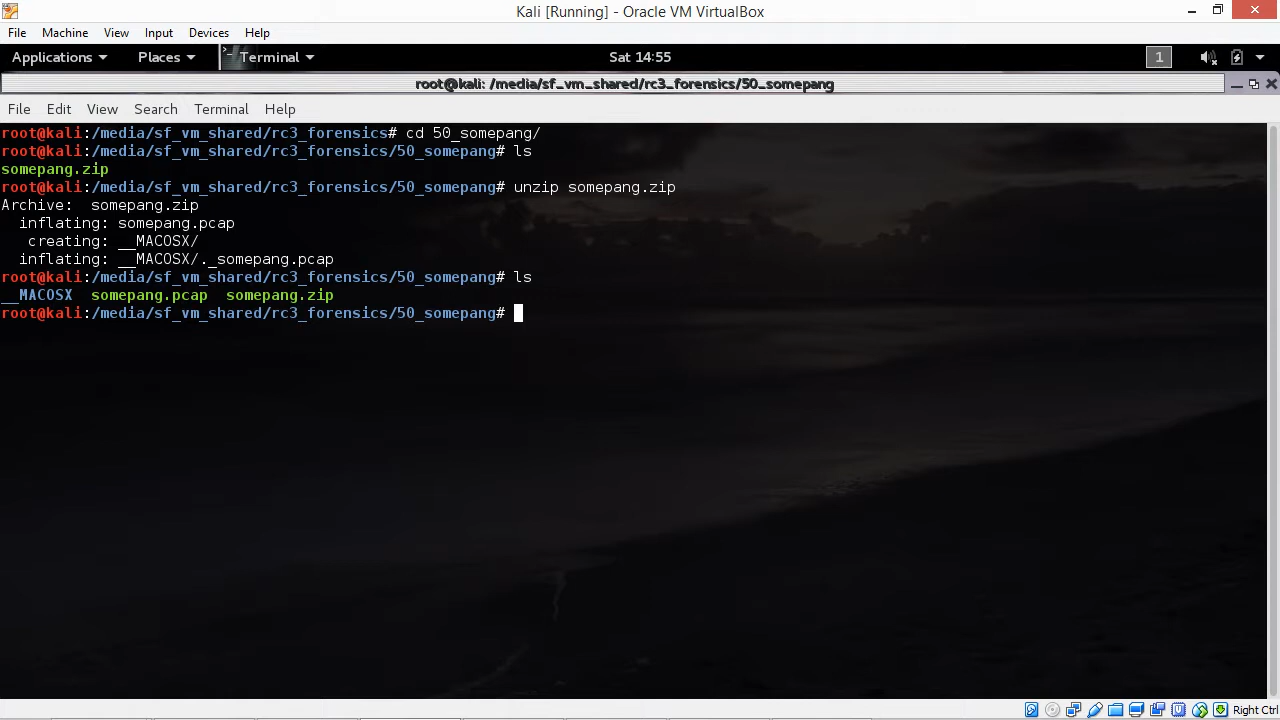 Kali [Running] - Oracle VM VirtualBox
File Machine View Input Devices Help
Applications Places Terminal Sat 14:55 1
root@kali: /media/sf_vm_shared/rc3_forensics/50_somepang
File Edit View Search Terminal Help
root@kali:/media/sf_vm_shared/rc3_forensics# cd 50_somepang/
root@kali:/media/sf_vm_shared/rc3_forensics/50_somepang# ls
somepang.zip
root@kali:/media/sf_vm_shared/rc3_forensics/50_somepang# unzip somepang.zip
Archive:  somepang.zip
  inflating: somepang.pcap
   creating: __MACOSX/
  inflating: __MACOSX/._somepang.pcap
root@kali:/media/sf_vm_shared/rc3_forensics/50_somepang# ls
__MACOSX  somepang.pcap  somepang.zip
root@kali:/media/sf_vm_shared/rc3_forensics/50_somepang#
Right Ctrl